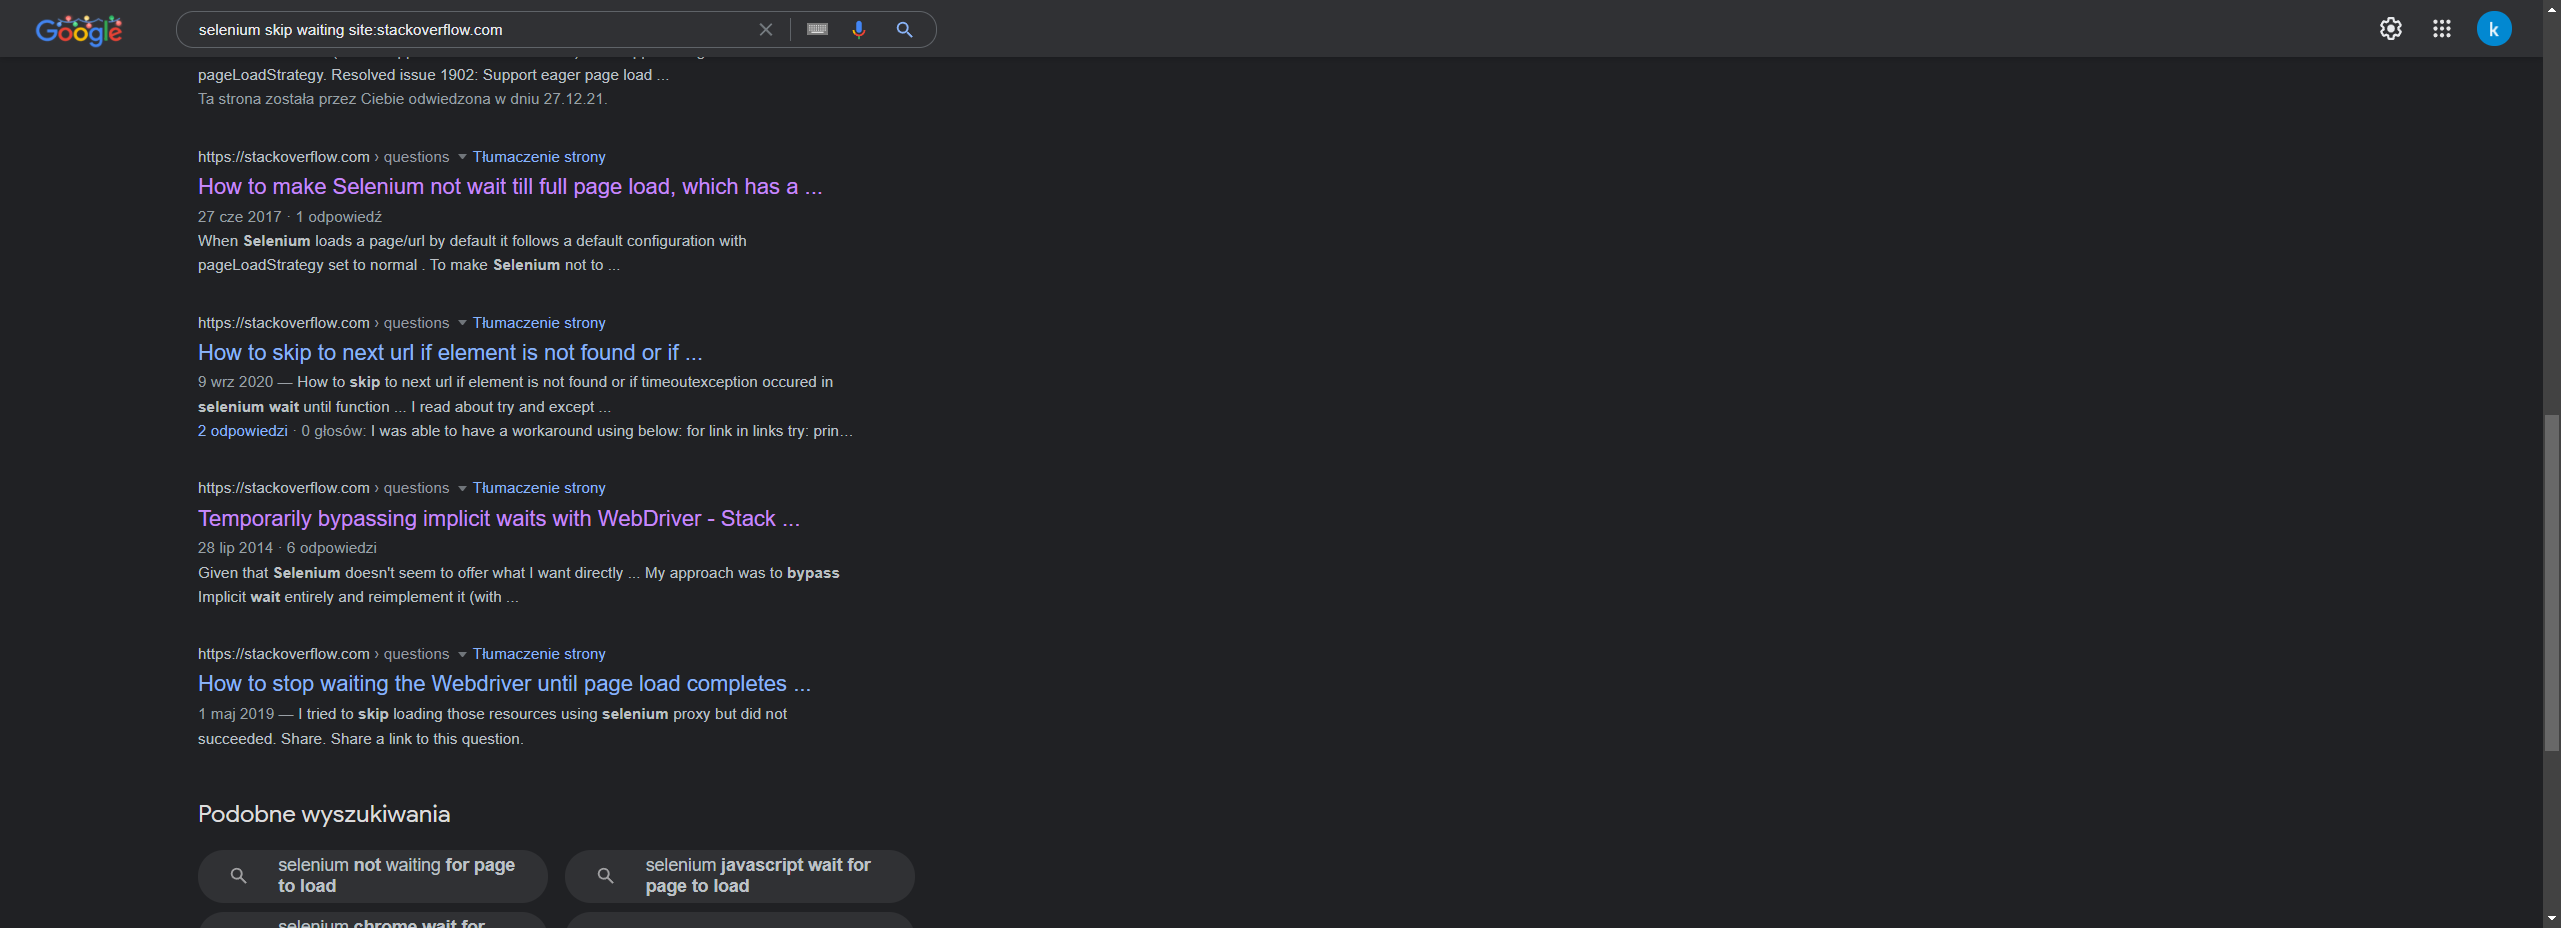 Google
selenium skip waiting site:stackoverflow.com
k
pageLoadStrategy. Resolved issue 1902: Support eager page load ...
Ta strona została przez Ciebie odwiedzona w dniu 27.12.21.
https://stackoverflow.com › questions Tłumaczenie strony
How to make Selenium not wait till full page load, which has a ...
27 cze 2017 · 1 odpowiedź
When Selenium loads a page/url by default it follows a default configuration with
pageLoadStrategy set to normal . To make Selenium not to ...
https://stackoverflow.com › questions Tłumaczenie strony
How to skip to next url if element is not found or if ...
9 wrz 2020 — How to skip to next url if element is not found or if timeoutexception occured in
selenium wait until function ... I read about try and except ...
2 odpowiedzi · 0 głosów: I was able to have a workaround using below: for link in links try: prin...
https://stackoverflow.com › questions Tłumaczenie strony
Temporarily bypassing implicit waits with WebDriver - Stack ...
28 lip 2014 · 6 odpowiedzi
Given that Selenium doesn't seem to offer what I want directly ... My approach was to bypass
Implicit wait entirely and reimplement it (with ...
https://stackoverflow.com › questions Tłumaczenie strony
How to stop waiting the Webdriver until page load completes ...
1 maj 2019 — I tried to skip loading those resources using selenium proxy but did not
succeeded. Share. Share a link to this question.
Podobne wyszukiwania
selenium not waiting for page
to load
selenium javascript wait for
page to load
selenium chrome wait for